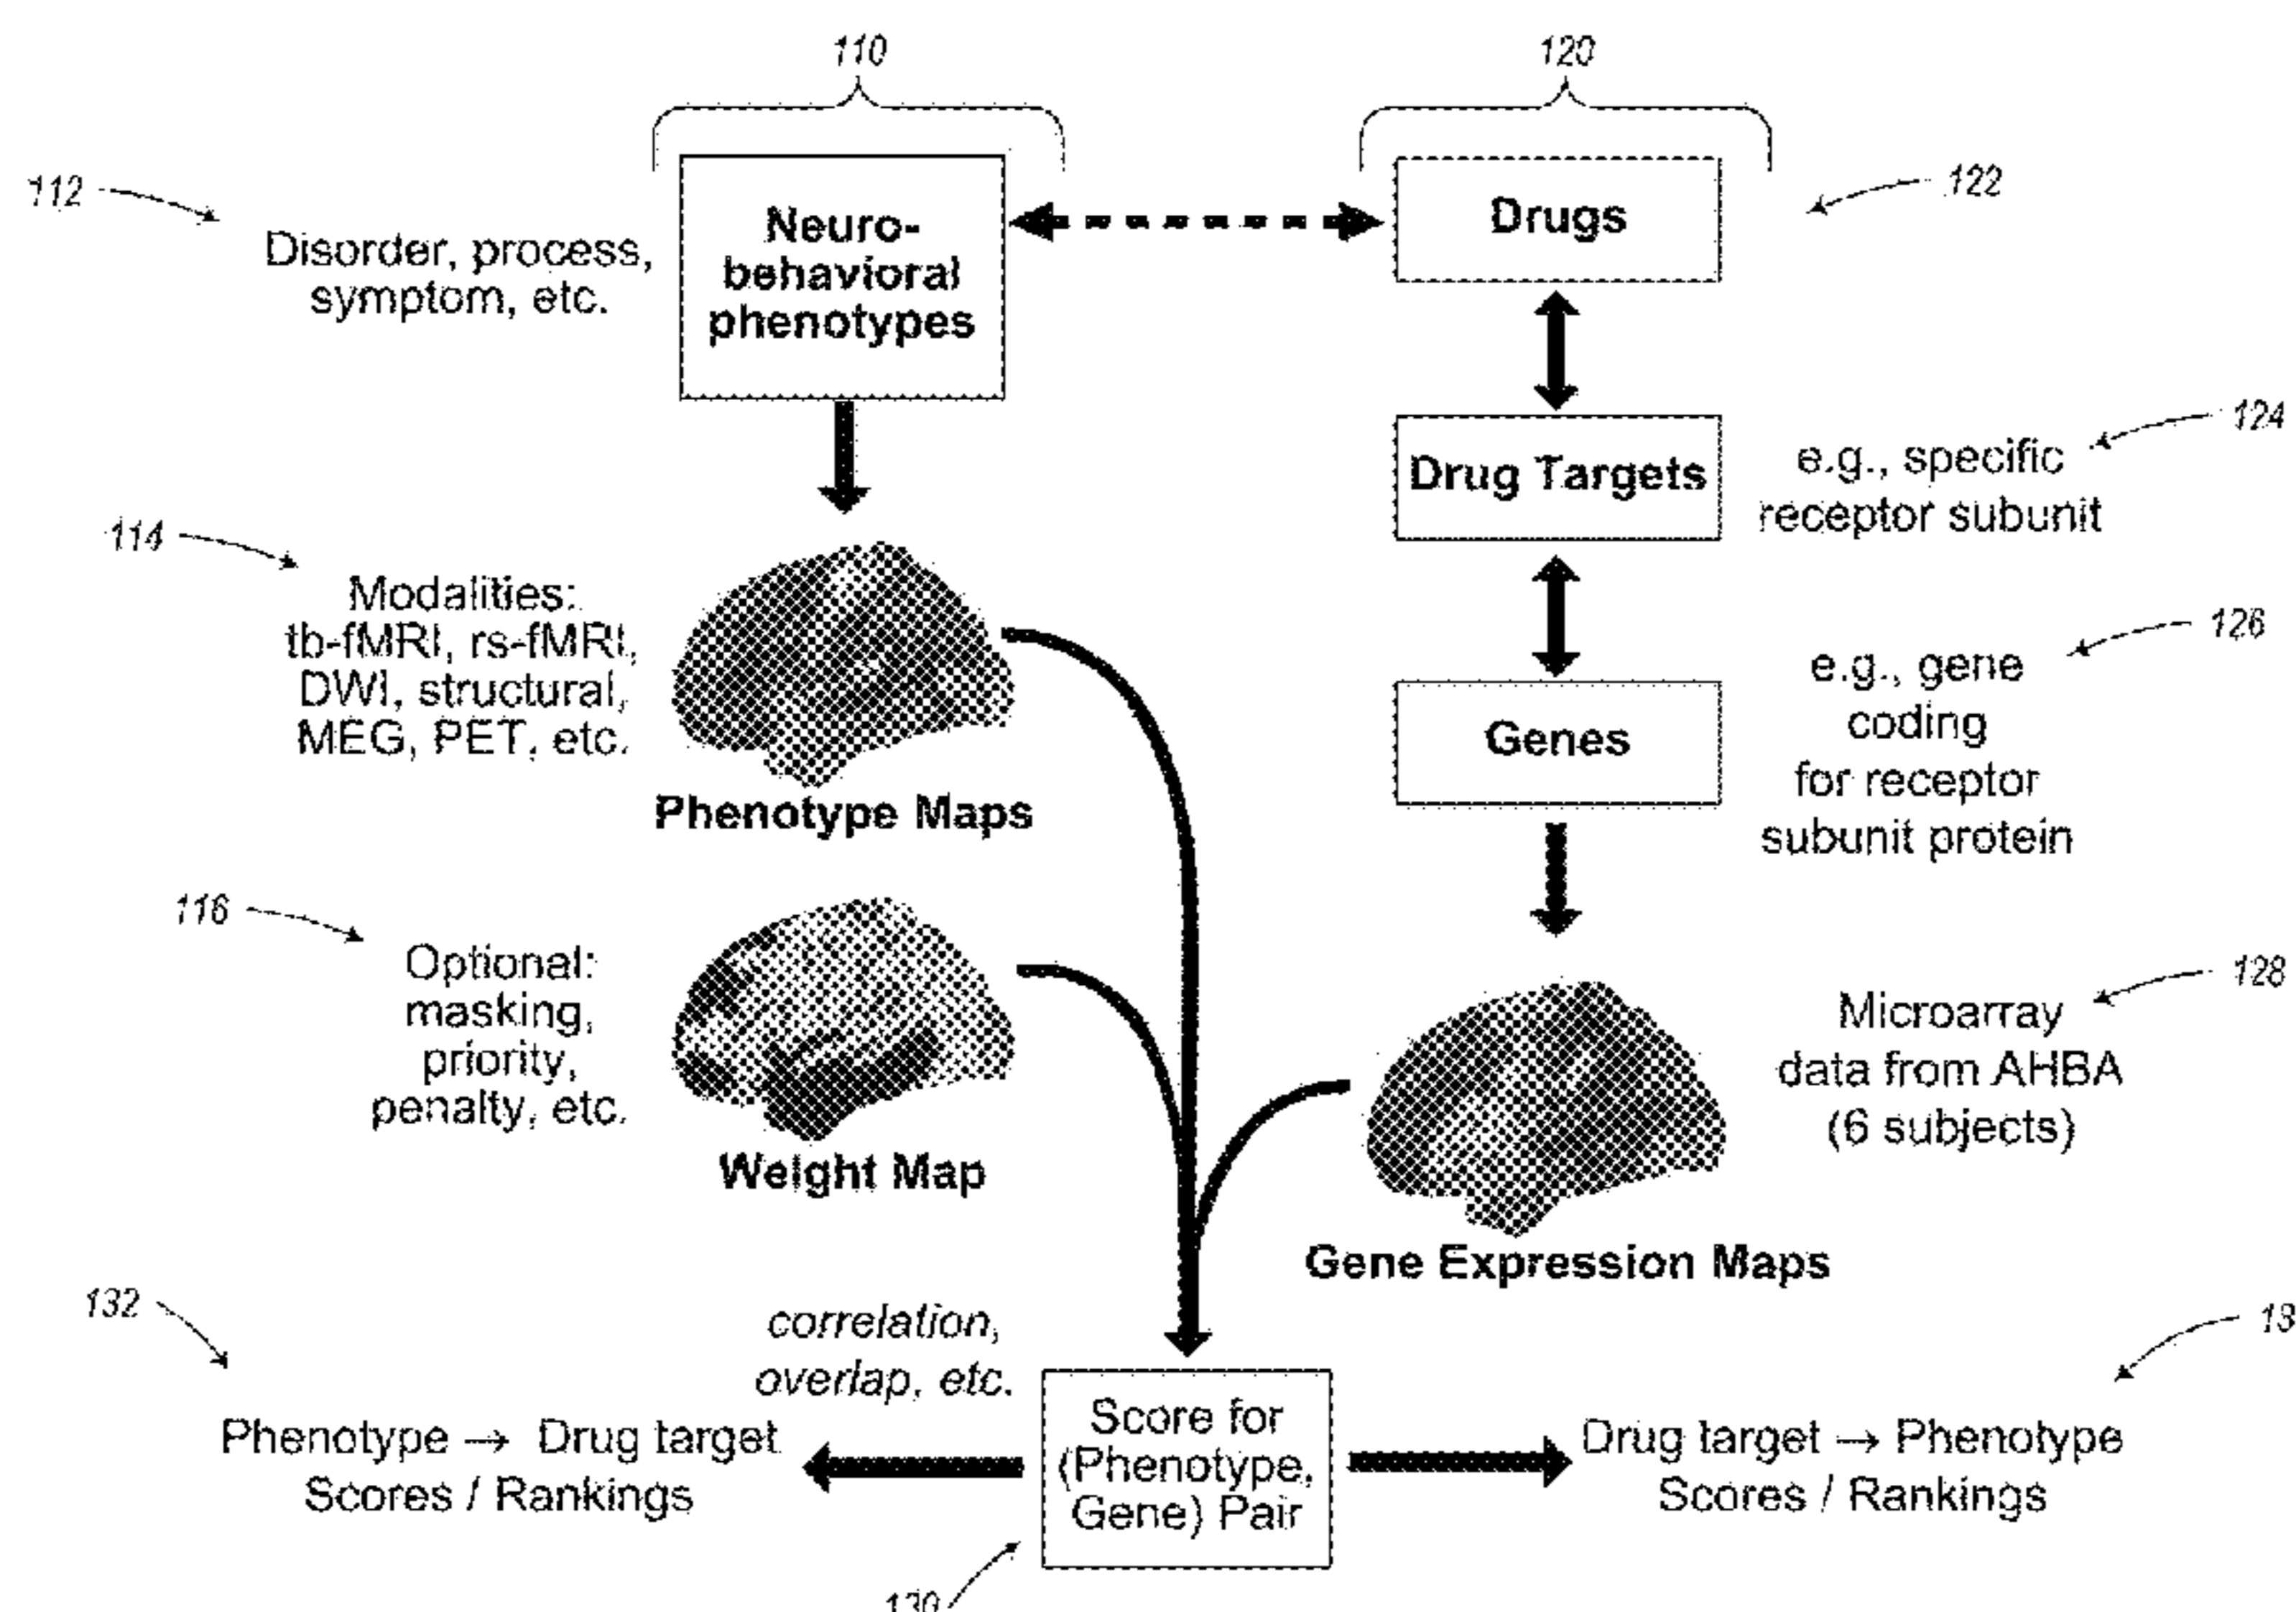 110
120
112
Disorder, process,
symptom, etc.
Neuro-
behavioral
phenotypes
Drugs
122
Drug Targets
124
e.g., specific
receptor subunit
114
Modalities:
tb-fMRI, rs-fMRI,
DWI, structural,
MEG, PET, etc.
Phenotype Maps
Genes
126
e.g., gene
coding
for receptor
subunit protein
116
Optional:
masking,
priority,
penalty, etc.
Weight Map
128
Microarray
data from AHBA
(6 subjects)
Gene Expression Maps
132
correlation,
overlap, etc.
Phenotype → Drug target
Scores / Rankings
Score for
(Phenotype,
Gene) Pair
130
Drug target → Phenotype
Scores / Rankings